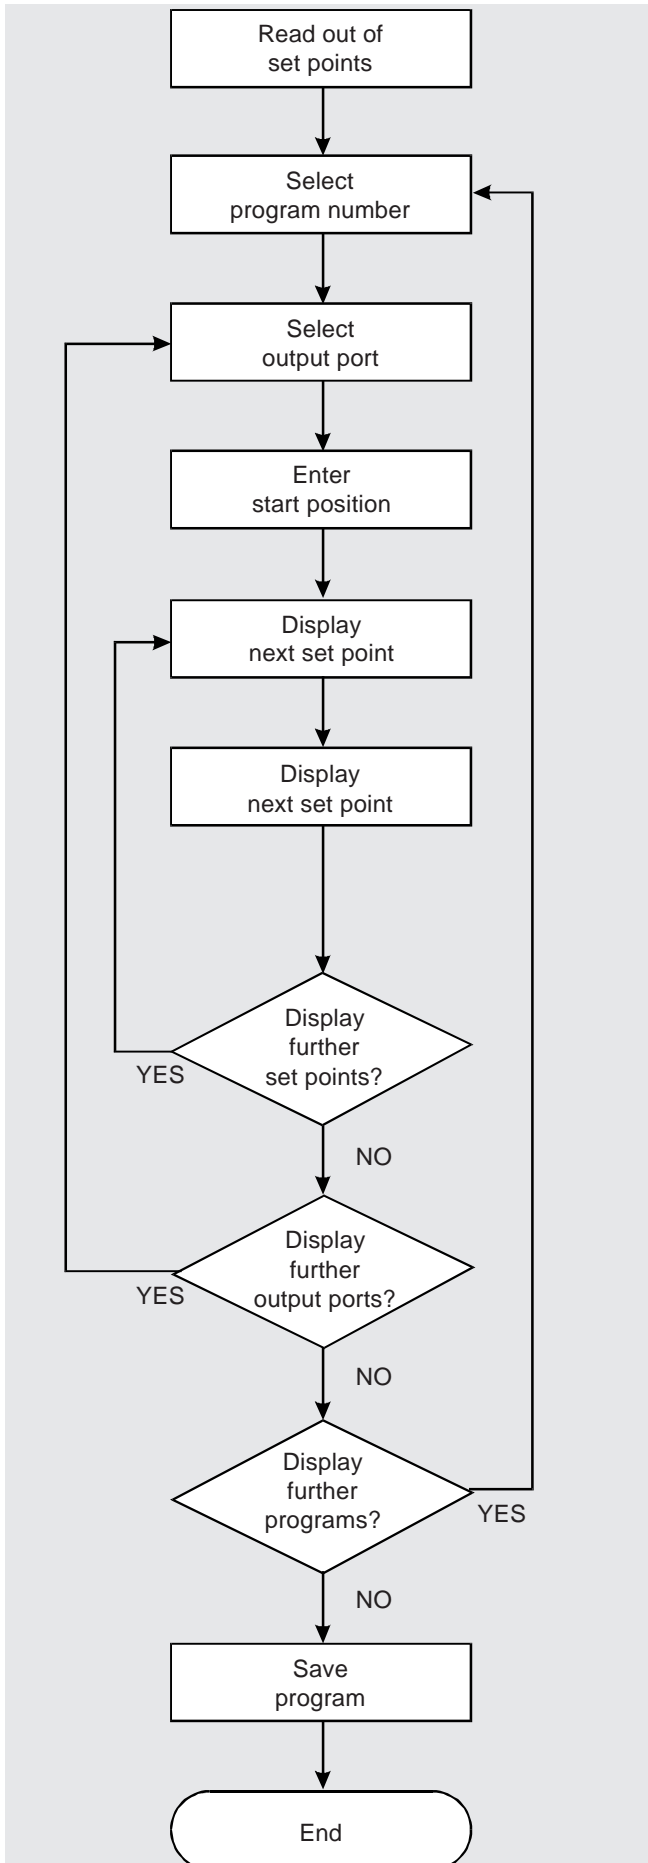 Read out of
set points
Select
program number
Select
output port
Enter
start position
Display
next set point
Display
next set point
Display
further
set points?
YES
NO
Display
further
output ports?
YES
NO
Display
further
programs?
YES
NO
Save
program
End